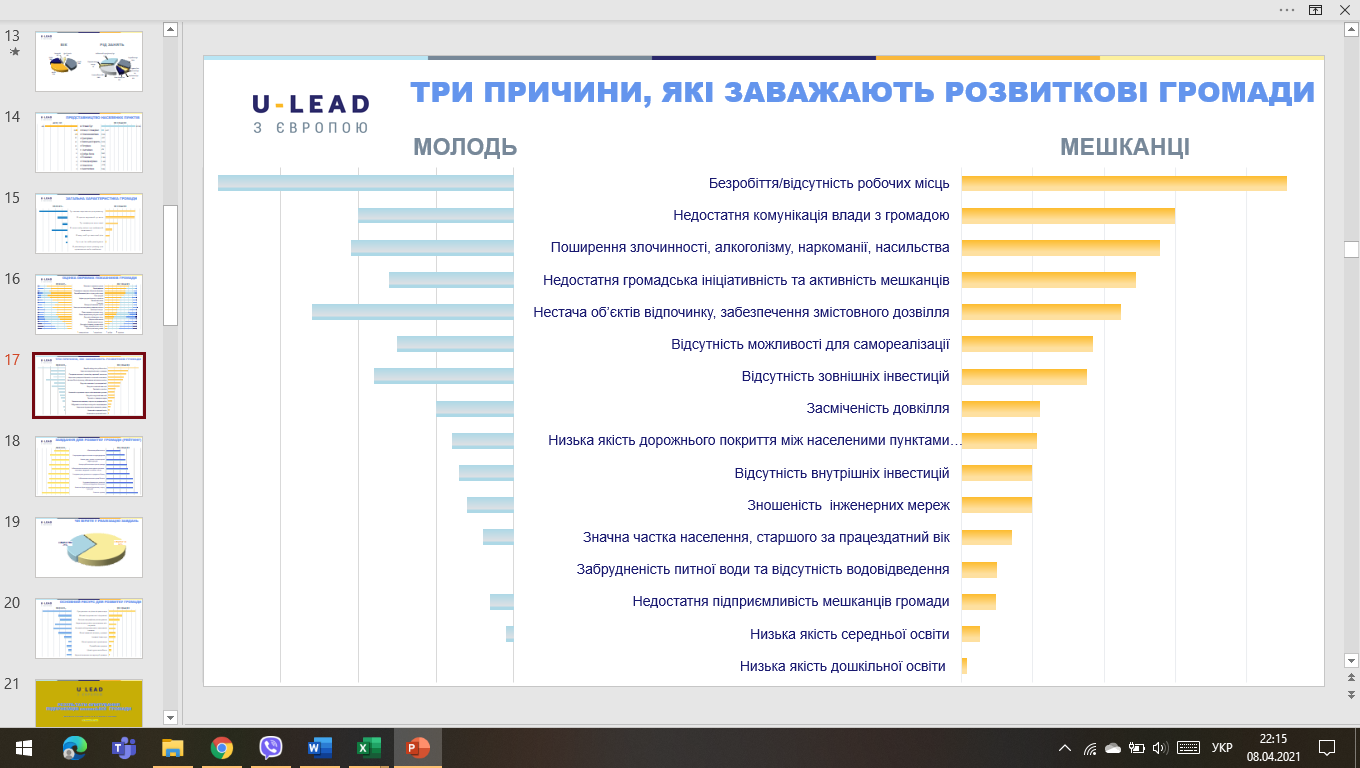 13
14
15
16
17
18
19
20
21
U-LEAD
З ЄВРОПОЮ
ТРИ ПРИЧИНИ, ЯКІ ЗАВАЖАЮТЬ РОЗВИТКОВІ ГРОМАДИ
МОЛОДЬ
МЕШКАНЦІ
Безробіття/відсутність робочих місць
Недостатня комунікація влади з громадою
Поширення злочинності, алкоголізму, наркоманії, насильства
Недостатня громадська ініціативність та активність мешканців
Нестача об’єктів відпочинку, забезпечення змістовного дозвілля
Відсутність можливості для самореалізації
Відсутність зовнішніх інвестицій
Засміченість довкілля
Низька якість дорожнього покриття між населеними пунктами…
Відсутність внутрішніх інвестицій
Зношеність  інженерних мереж
Значна частка населення, старшого за працездатний вік
Забрудненість питної води та відсутність водовідведення
Недостатня підприємливість мешканців громади
Низька якість середньої освіти
Низька якість дошкільної освіти
УКР
22:15
08.04.2021